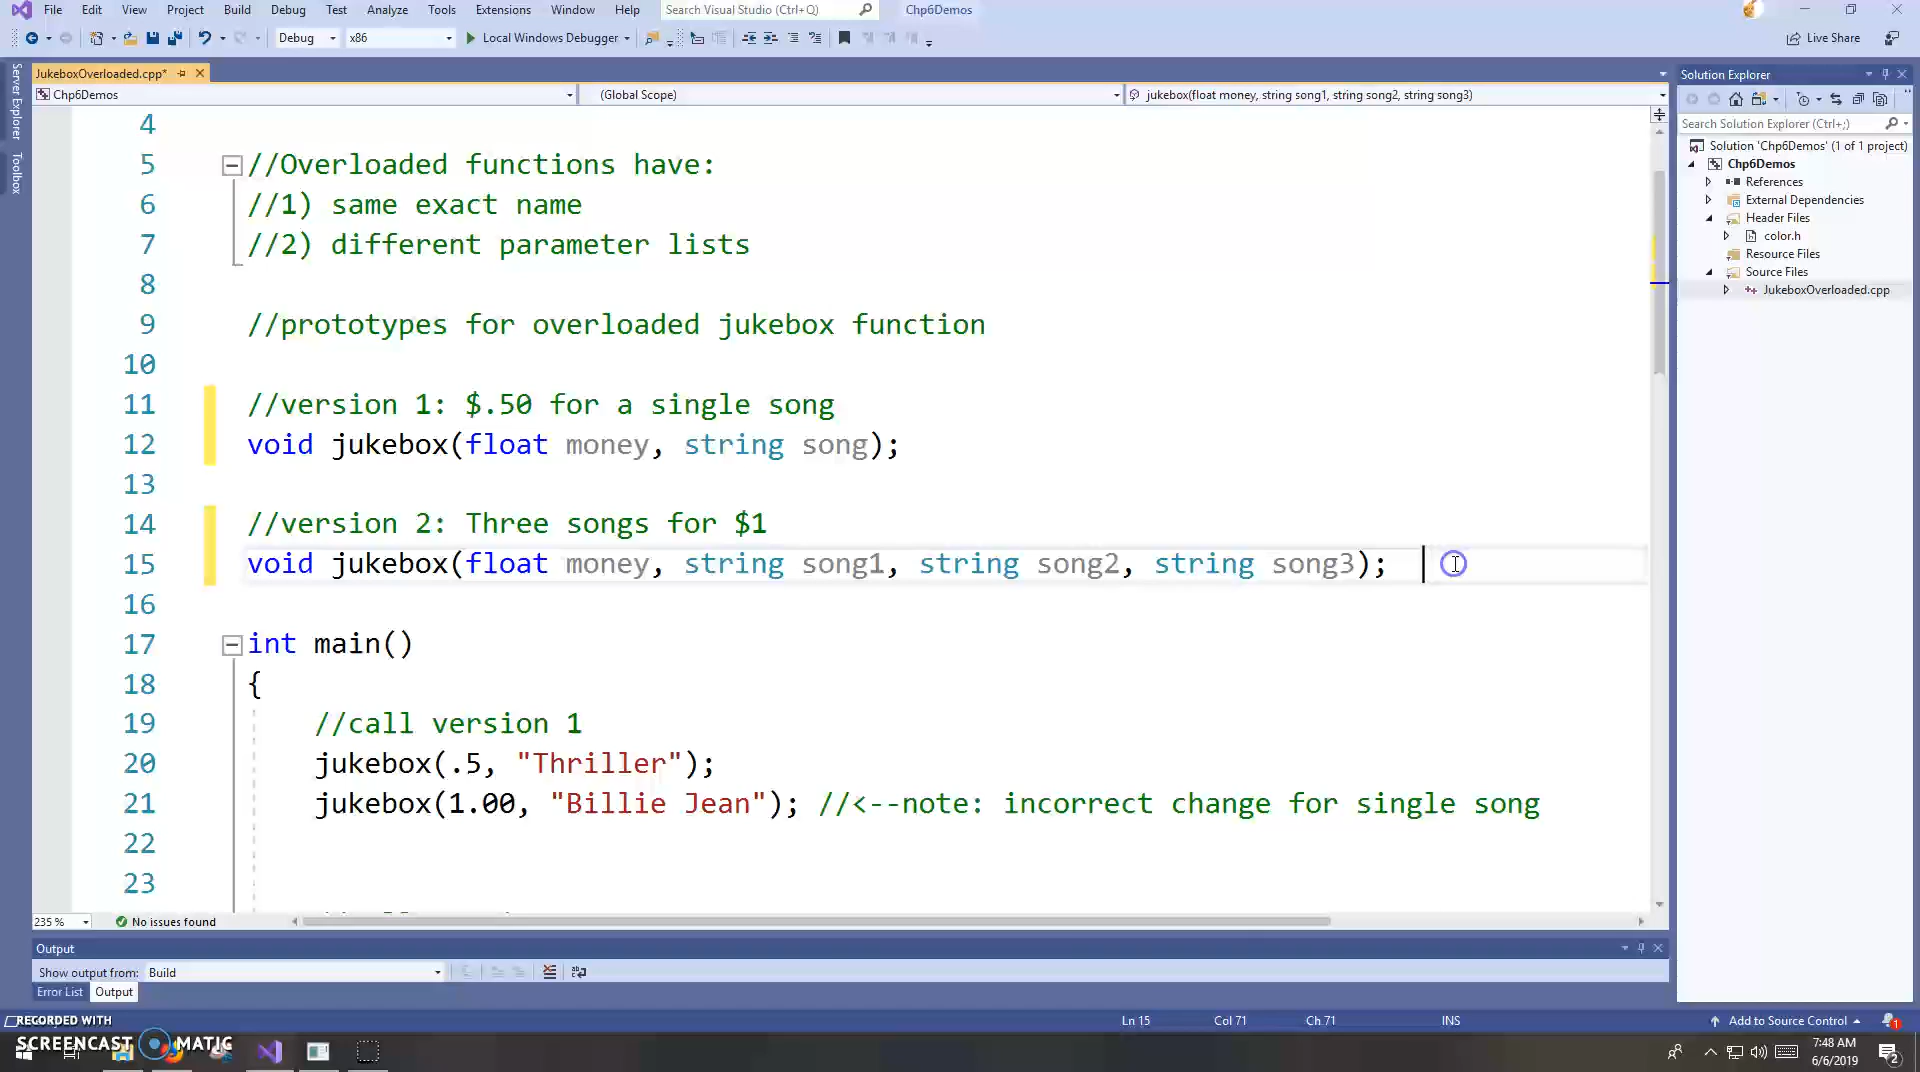 File Edit View Project Build Debug Test Analyze Tools Extensions Window Help Search Visual Studio (Ctrl+Q) Chp6Demos
Debug x86 Local Windows Debugger Live Share
Server Explorer
Toolbox
JukeboxOverloaded.cpp*
Chp6Demos (Global Scope) jukebox(float money, string song1, string song2, string song3)
4
5 //Overloaded functions have:
6 //1) same exact name
7 //2) different parameter lists
8
9 //prototypes for overloaded jukebox function
10
11 //version 1: $.50 for a single song
12 void jukebox(float money, string song);
13
14 //version 2: Three songs for $1
15 void jukebox(float money, string song1, string song2, string song3);
16
17 int main()
18 {
19 //call version 1
20 jukebox(.5, "Thriller");
21 jukebox(1.00, "Billie Jean"); //<--note: incorrect change for single song
22
23
235 % No issues found
Output
Show output from: Build
Error List Output
Solution Explorer
Search Solution Explorer (Ctrl+;)
Solution 'Chp6Demos' (1 of 1 project)
Chp6Demos
References
External Dependencies
Header Files
color.h
Resource Files
Source Files
JukeboxOverloaded.cpp
Ln 15 Col 71 Ch 71 INS Add to Source Control 1
RECORDED WITH
SCREENCAST MATIC
7:48 AM
6/6/2019
2